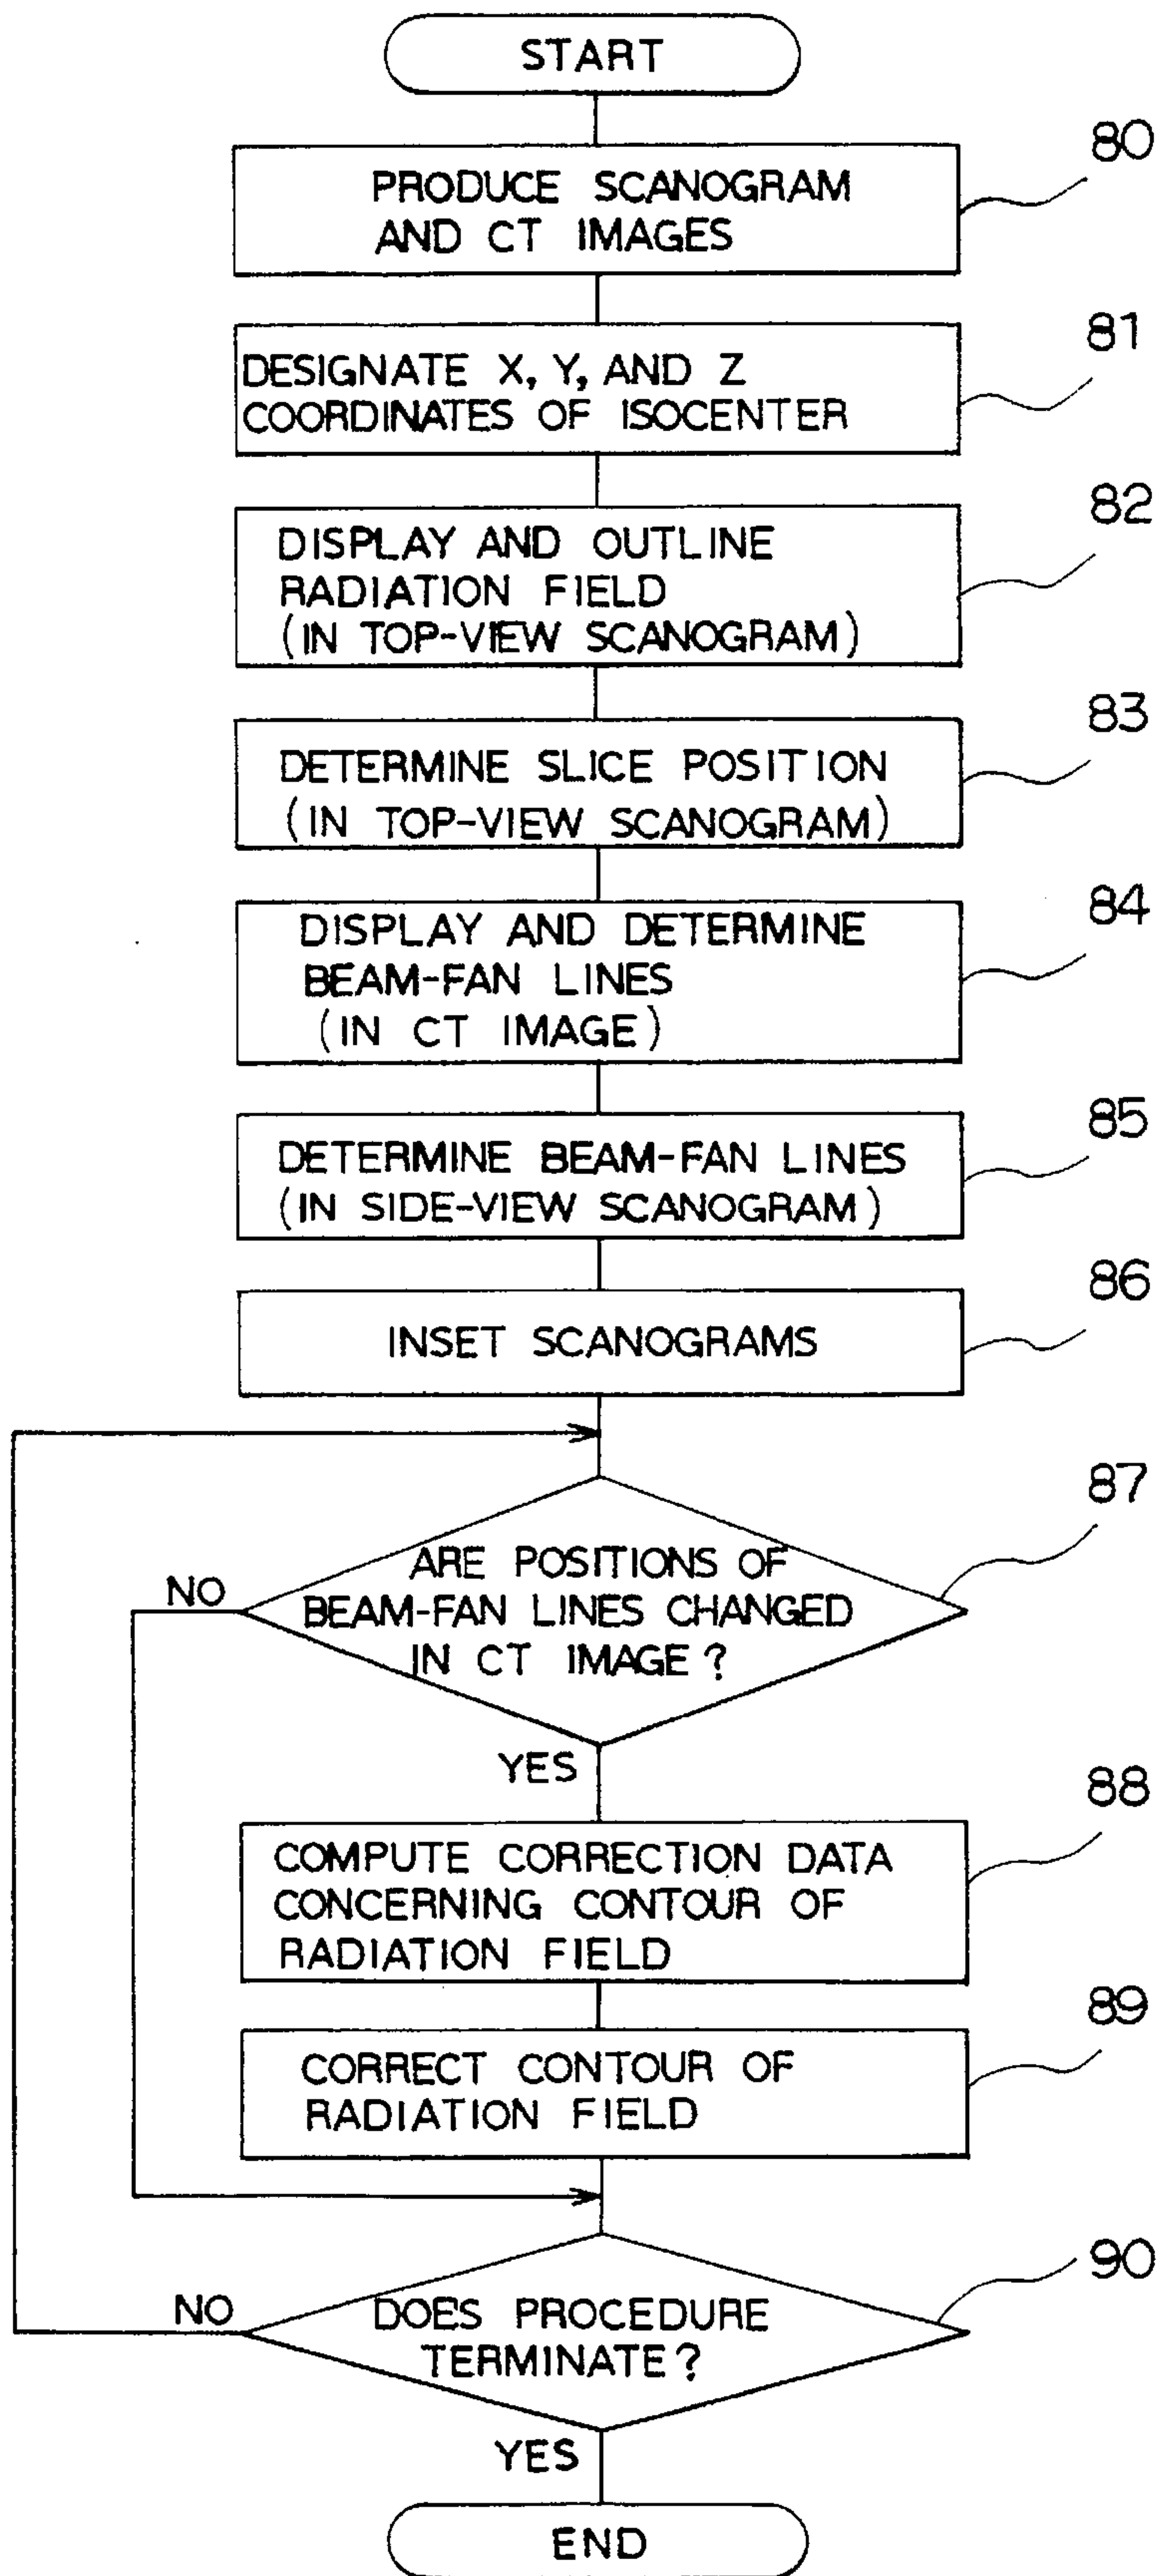 START
80
PRODUCE SCANOGRAM
AND CT IMAGES
81
DESIGNATE X, Y, AND Z
COORDINATES OF ISOCENTER
82
DISPLAY AND OUTLINE
RADIATION FIELD
(IN TOP-VIEW SCANOGRAM)
83
DETERMINE SLICE POSITION
(IN TOP-VIEW SCANOGRAM)
84
DISPLAY AND DETERMINE
BEAM-FAN LINES
(IN CT IMAGE)
85
DETERMINE BEAM-FAN LINES
(IN SIDE-VIEW SCANOGRAM)
86
INSET SCANOGRAMS
87
ARE POSITIONS OF
BEAM-FAN LINES CHANGED
IN CT IMAGE?
NO
YES
88
COMPUTE CORRECTION DATA
CONCERNING CONTOUR OF
RADIATION FIELD
89
CORRECT CONTOUR OF
RADIATION FIELD
90
DOES PROCEDURE
TERMINATE?
NO
YES
END